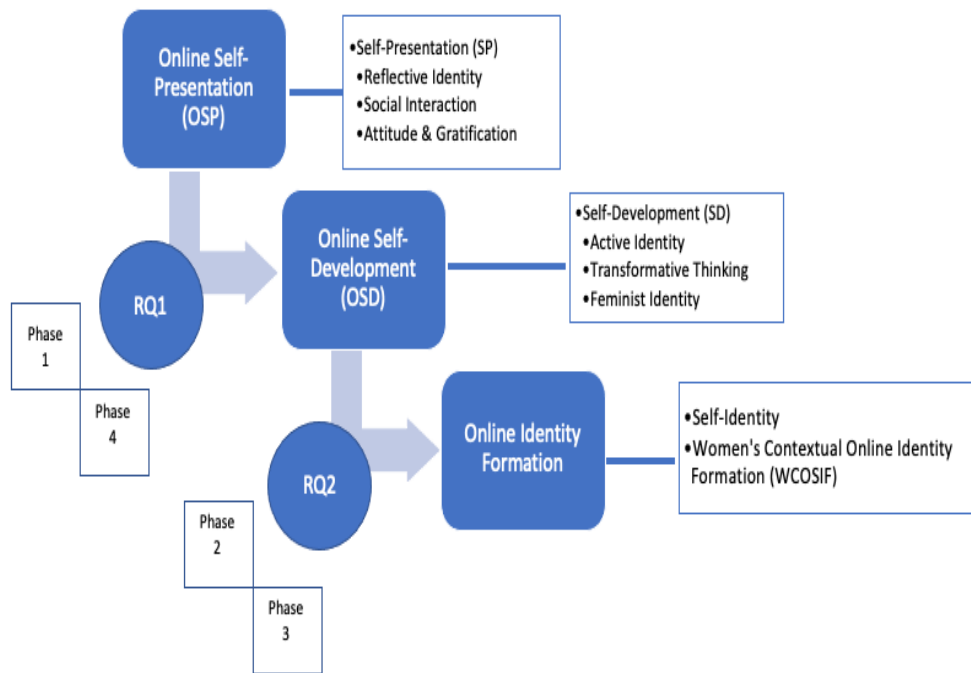 Online Self-
Presentation
(OSP)
•Self-Presentation (SP)
•Reflective Identity
•Social Interaction
•Attitude & Gratification
RQ1
Online Self-
Development
(OSD)
•Self-Development (SD)
•Active Identity
•Transformative Thinking
•Feminist Identity
Phase
1
Phase
4
RQ2
Online Identity
Formation
•Self-Identity
•Women's Contextual Online Identity
Formation (WCOSIF)
Phase
2
Phase
3